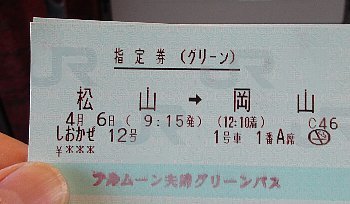 指定券 (グリーン)
松山 → 岡山
4月 6日 ( 9:15発) (12:10着) C46
しおかぜ 12号 1号車 1番A席
¥***
フルムーン夫婦グリーンパス